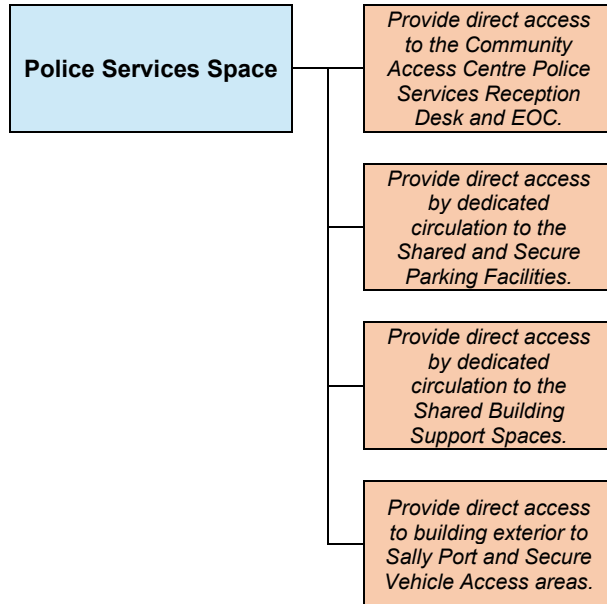 Police Services Space
Provide direct access
to the Community
Access Centre Police
Services Reception
Desk and EOC.
Provide direct access
by dedicated
circulation to the
Shared and Secure
Parking Facilities.
Provide direct access
by dedicated
circulation to the
Shared Building
Support Spaces.
Provide direct access
to building exterior to
Sally Port and Secure
Vehicle Access areas.